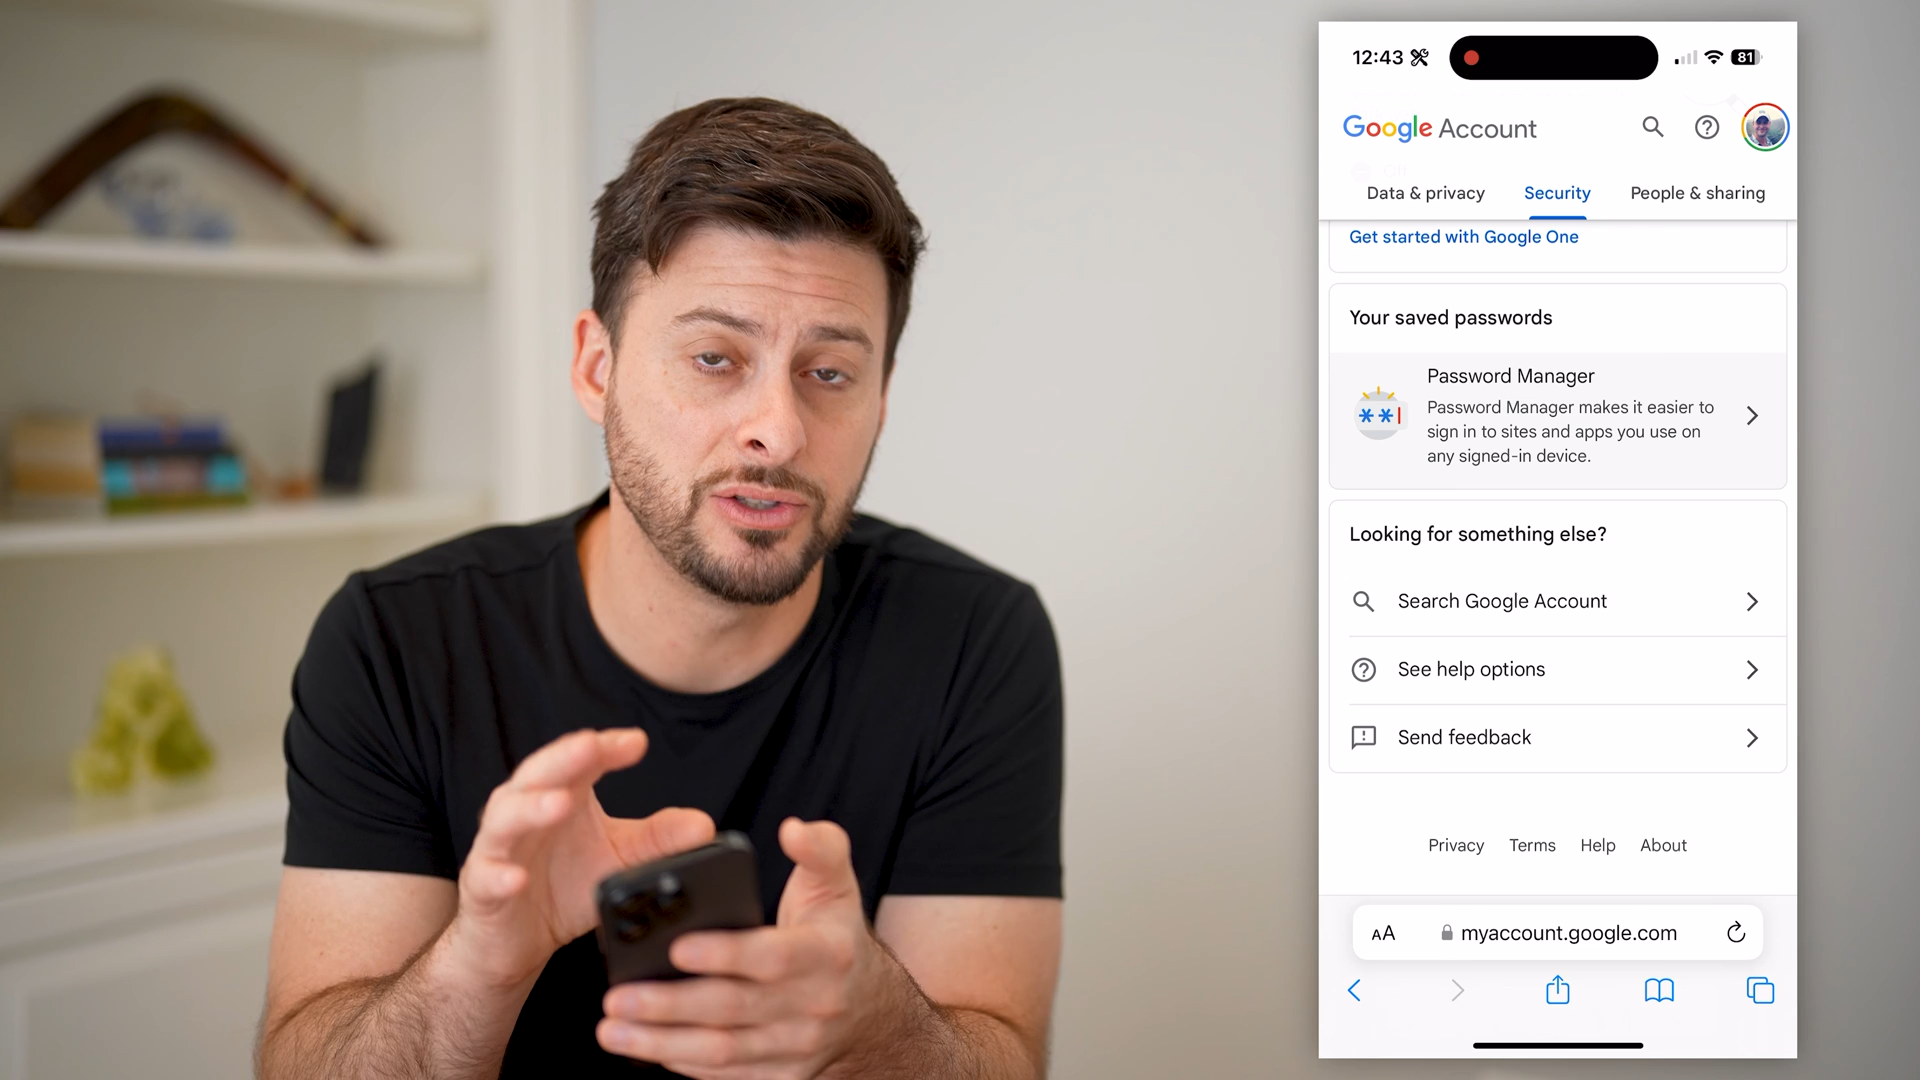 12:43
81
Google Account
Data & privacy
Security
People & sharing
Get started with Google One
Your saved passwords
Password Manager
Password Manager makes it easier to
sign in to sites and apps you use on
any signed-in device.
Looking for something else?
Search Google Account
See help options
Send feedback
Privacy
Terms
Help
About
AA
myaccount.google.com